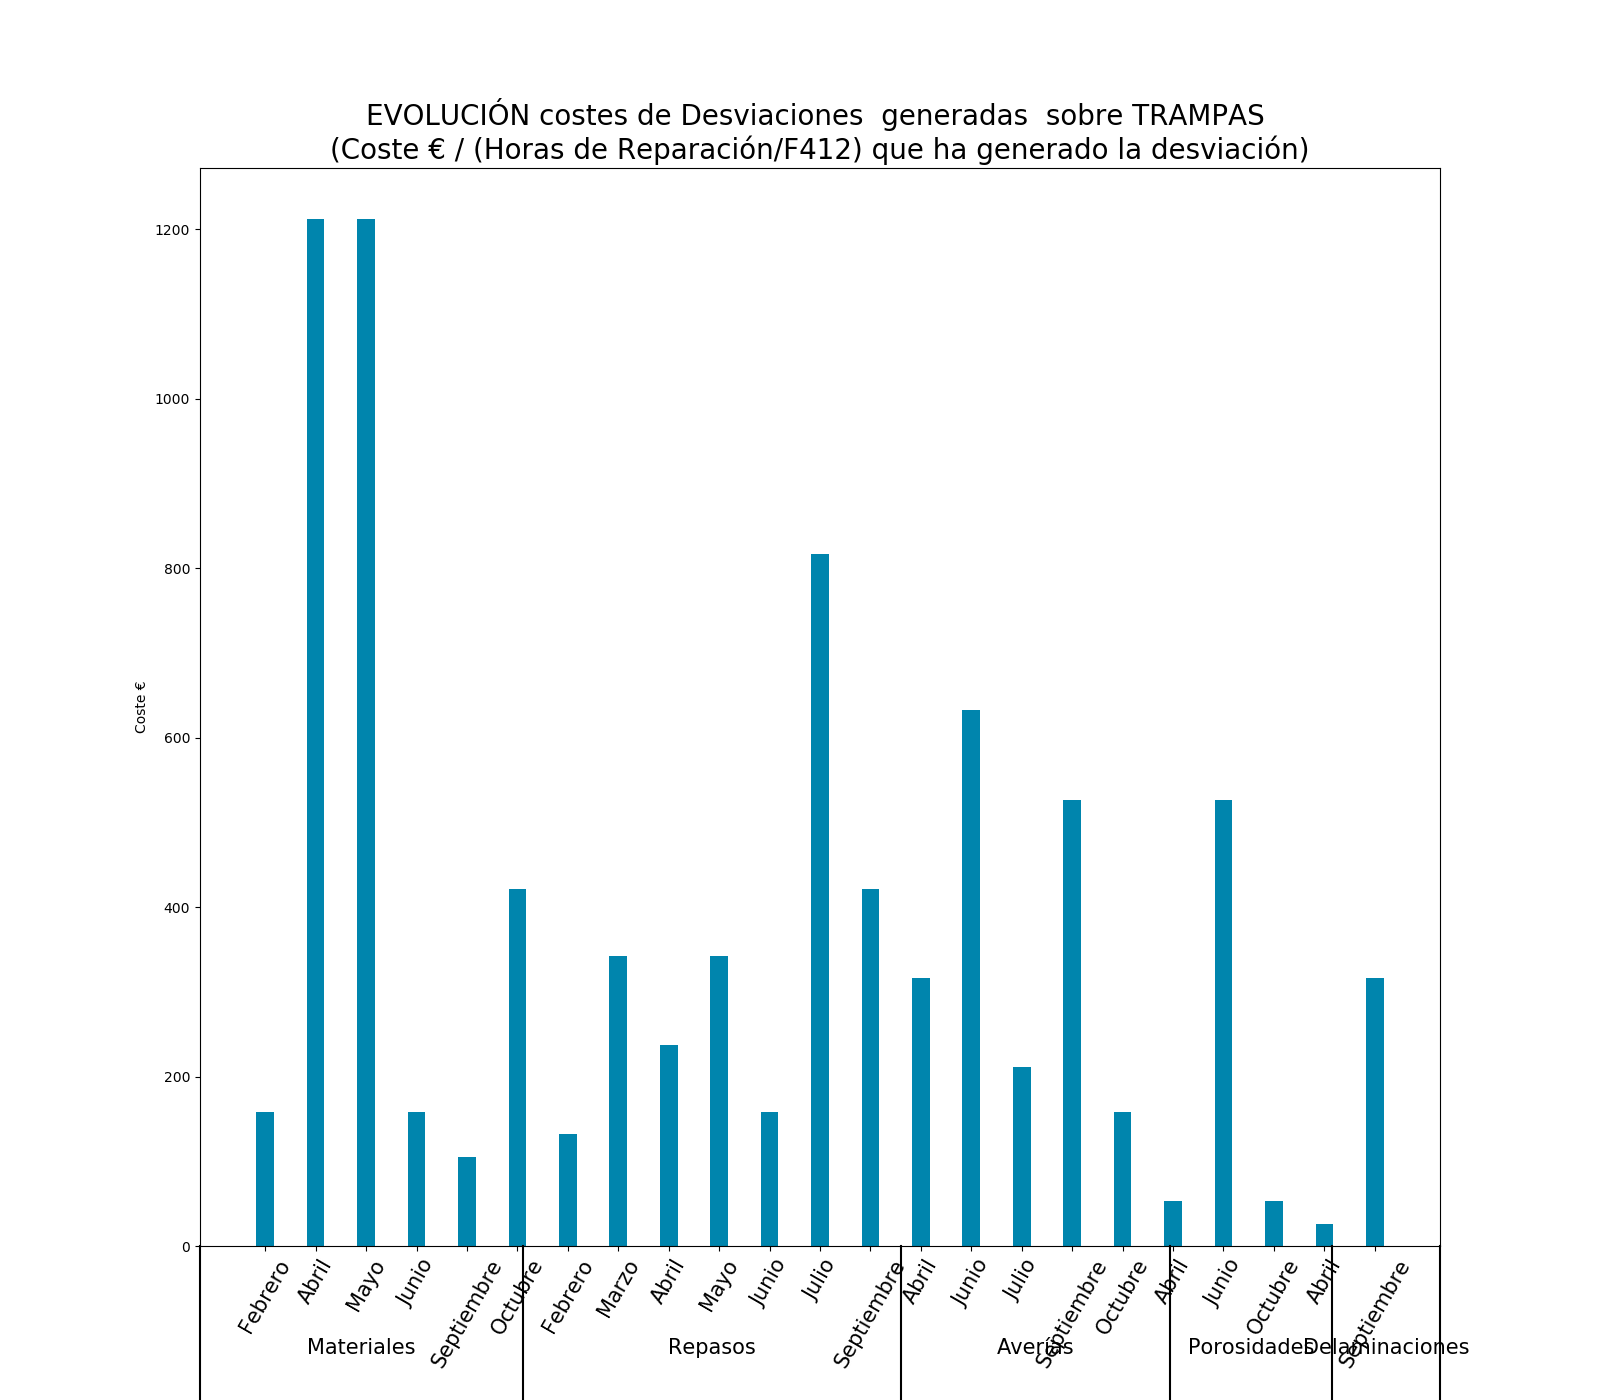 EVOLUCIÓN costes de Desviaciones  generadas  sobre TRAMPAS
(Coste € / (Horas de Reparación/F412) que ha generado la desviación)
1200
1000
800
600
400
200
0
Coste €
Febrero
Abril
Mayo
Junio
Septiembre
Octubre
Febrero
Marzo
Abril
Mayo
Junio
Julio
Septiembre
Abril
Junio
Julio
Septiembre
Octubre
Abril
Junio
Octubre
Abril
Septiembre
Materiales
Repasos
Averías
Porosidades
Delaminaciones